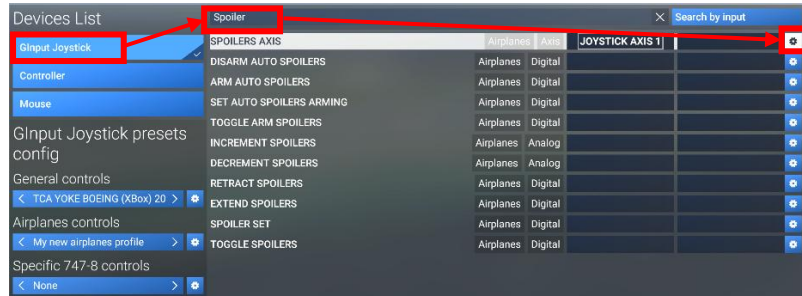 Devices List
GInput Joystick
Controller
Mouse
GInput Joystick presets
config
General controls
< TCA YOKE BOEING (XBox) 20 >
Airplanes controls
< My new airplanes profile >
Specific 747-8 controls
< None >
Spoiler × Search by input
SPOILERS AXIS Airplanes Axis JOYSTICK AXIS 1
DISARM AUTO SPOILERS Airplanes Digital
ARM AUTO SPOILERS Airplanes Digital
SET AUTO SPOILERS ARMING Airplanes Digital
TOGGLE ARM SPOILERS Airplanes Digital
INCREMENT SPOILERS Airplanes Analog
DECREMENT SPOILERS Airplanes Analog
RETRACT SPOILERS Airplanes Digital
EXTEND SPOILERS Airplanes Digital
SPOILER SET Airplanes Digital
TOGGLE SPOILERS Airplanes Digital